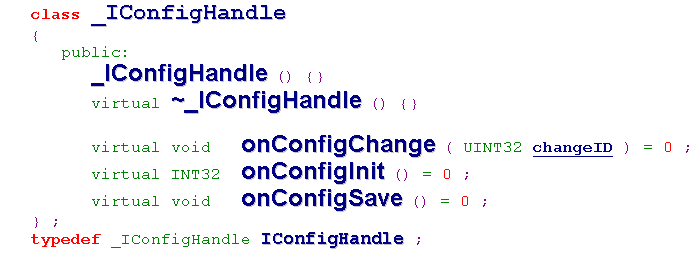 class _IConfigHandle
{
public:
_IConfigHandle () {}
virtual ~_IConfigHandle () {}
virtual void onConfigChange ( UINT32 changeID ) = 0 ;
virtual INT32 onConfigInit () = 0 ;
virtual void onConfigSave () = 0 ;
} ;
typedef _IConfigHandle IConfigHandle ;